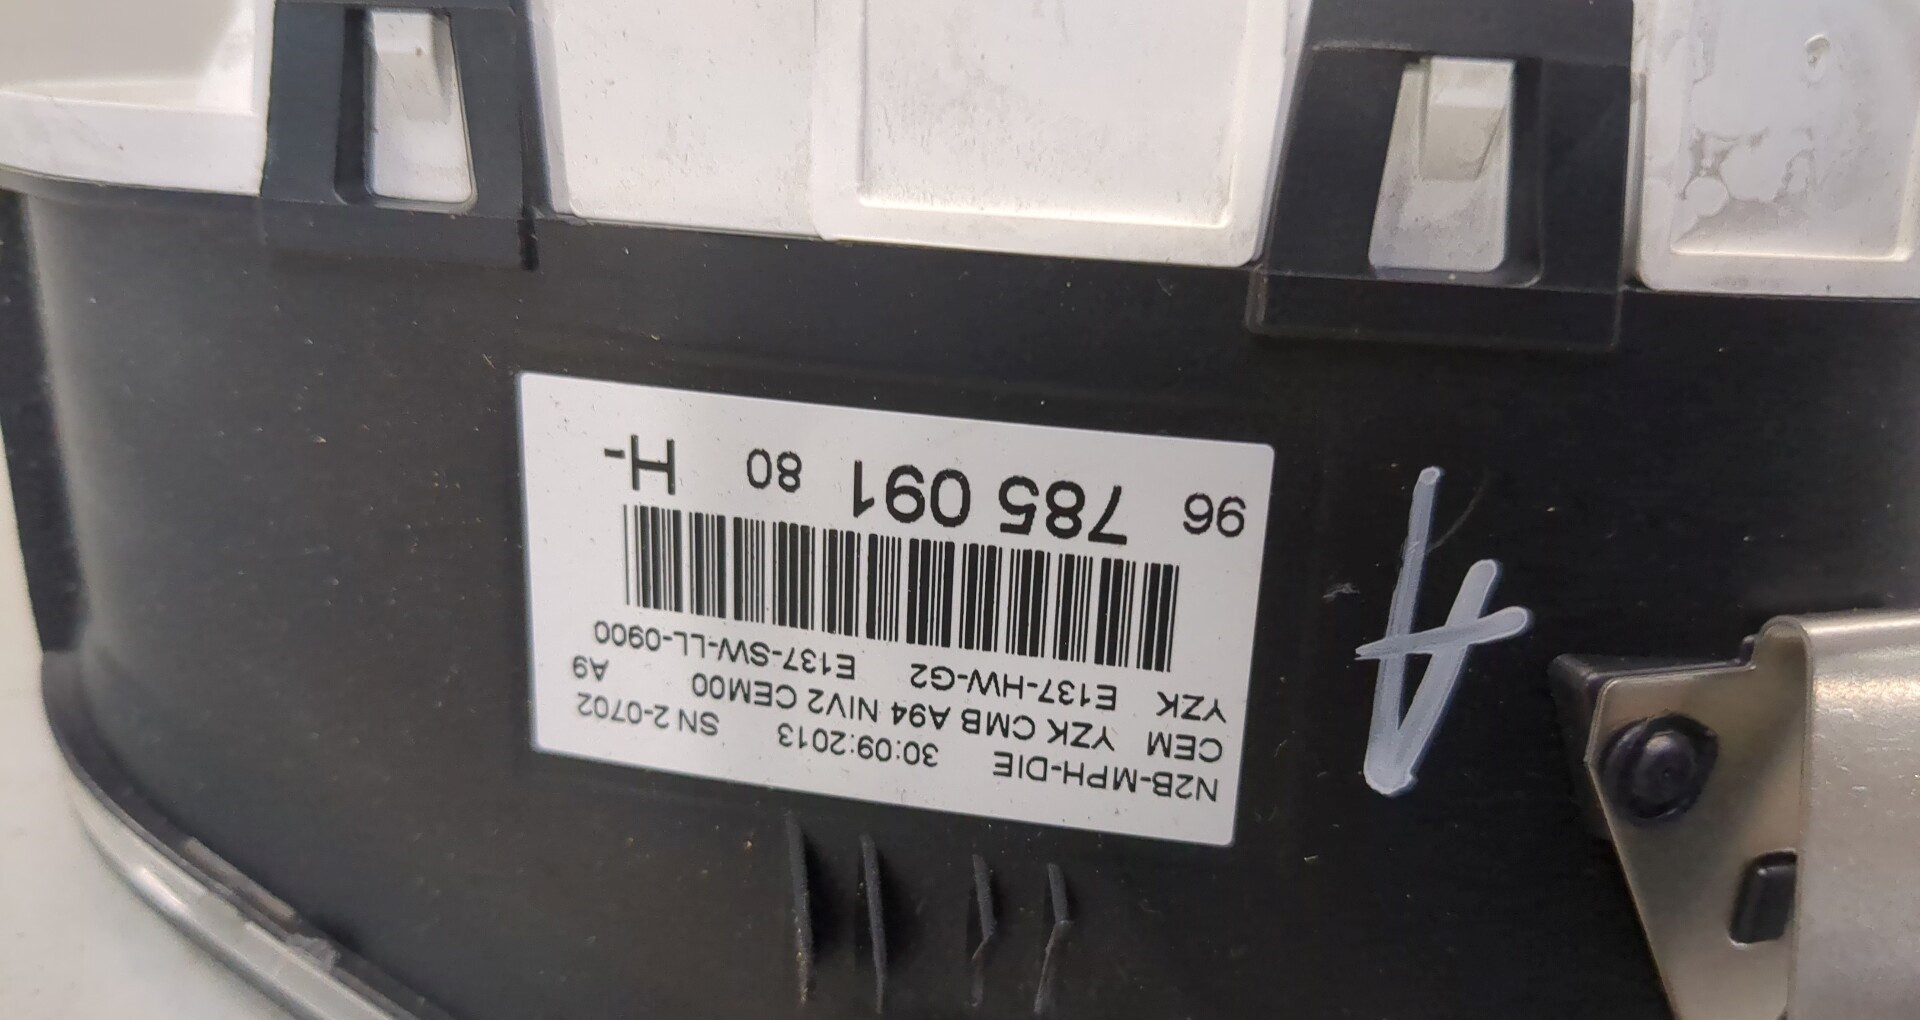 N2B-MPH-DIE 30:09:2013 SN 2-0702
CEM YZK CMB A94 NIV2 CEM00 A9
YZK E137-HW-G2 E137-SW-LL-0900
96 785 091 80 H-
A